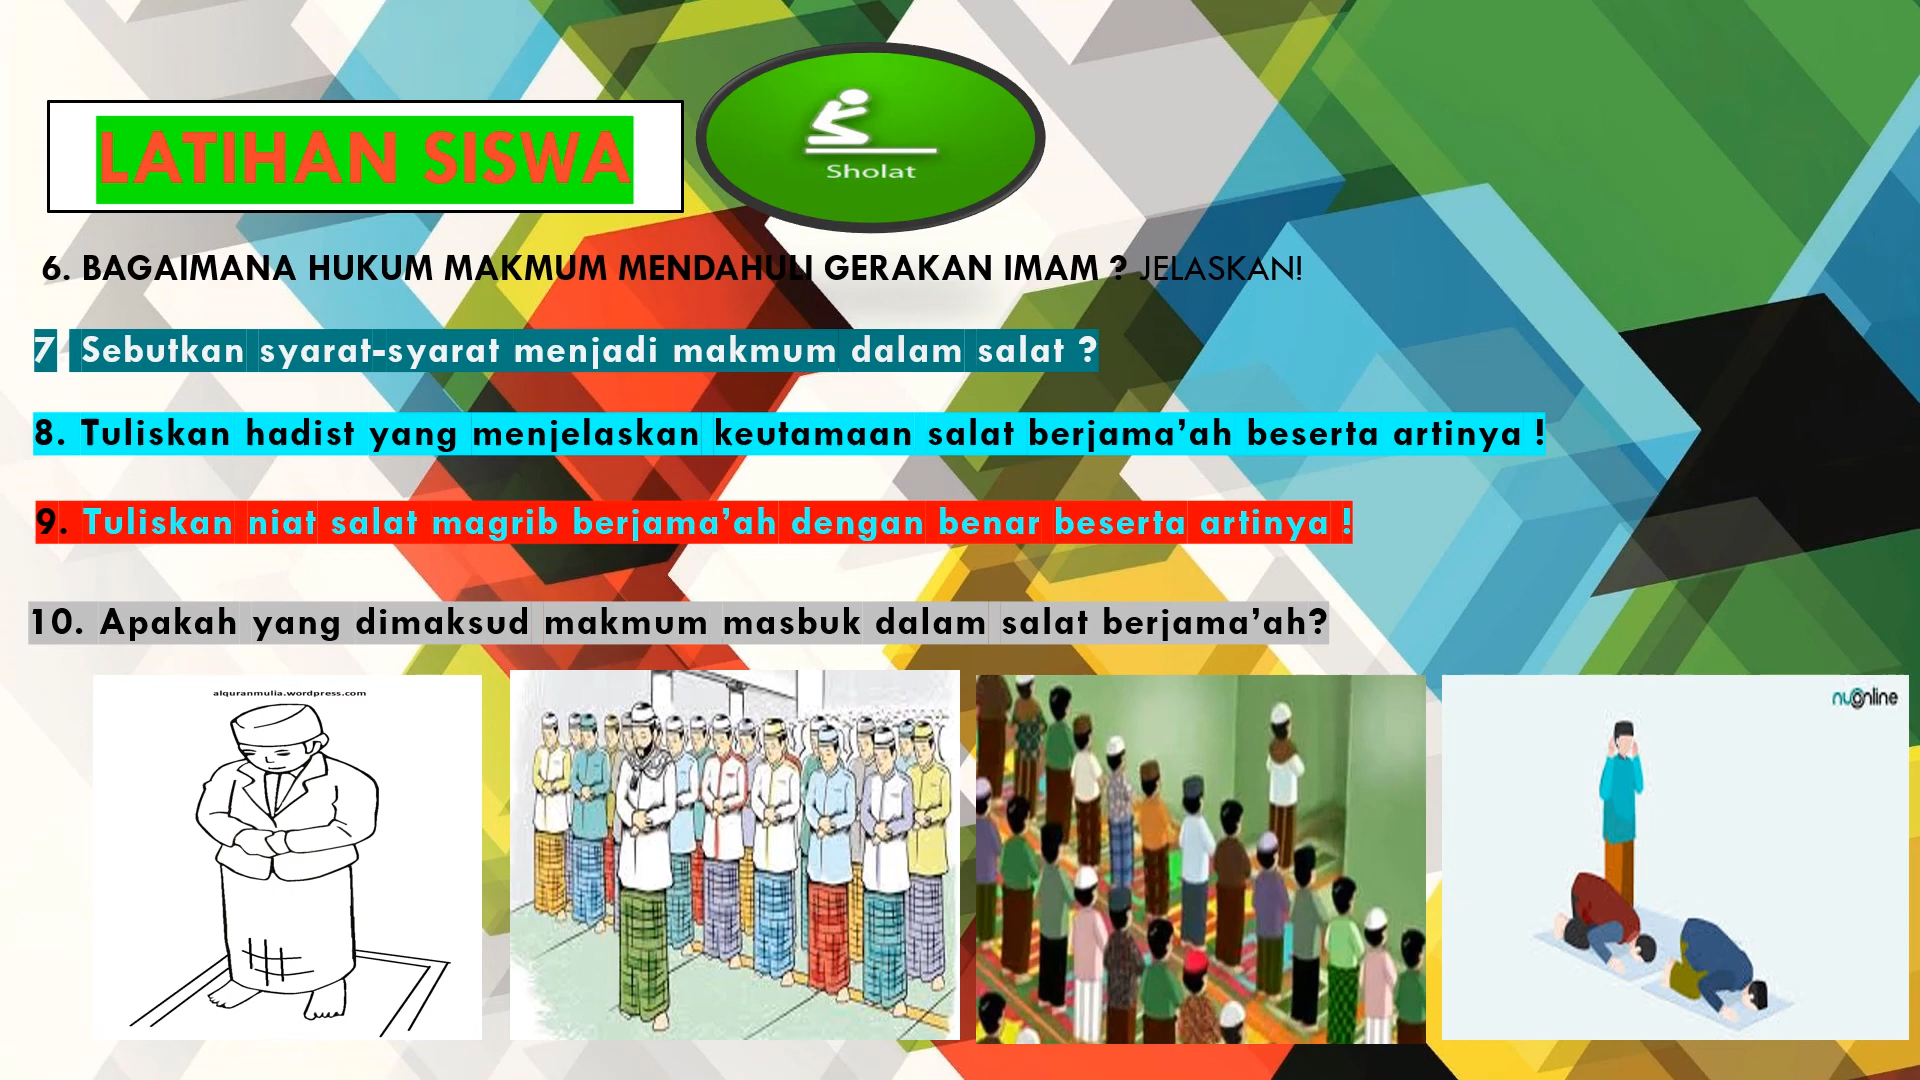 LATIHAN SISWA
Sholat
6. BAGAIMANA HUKUM MAKMUM MENDAHULI GERAKAN IMAM ? JELASKAN!
7 Sebutkan syarat-syarat menjadi makmum dalam salat ?
8. Tuliskan hadist yang menjelaskan keutamaan salat berjama’ah beserta artinya !
9. Tuliskan niat salat magrib berjama’ah dengan benar beserta artinya !
10. Apakah yang dimaksud makmum masbuk dalam salat berjama’ah?
alquranmulia.wordpress.com
nuonline